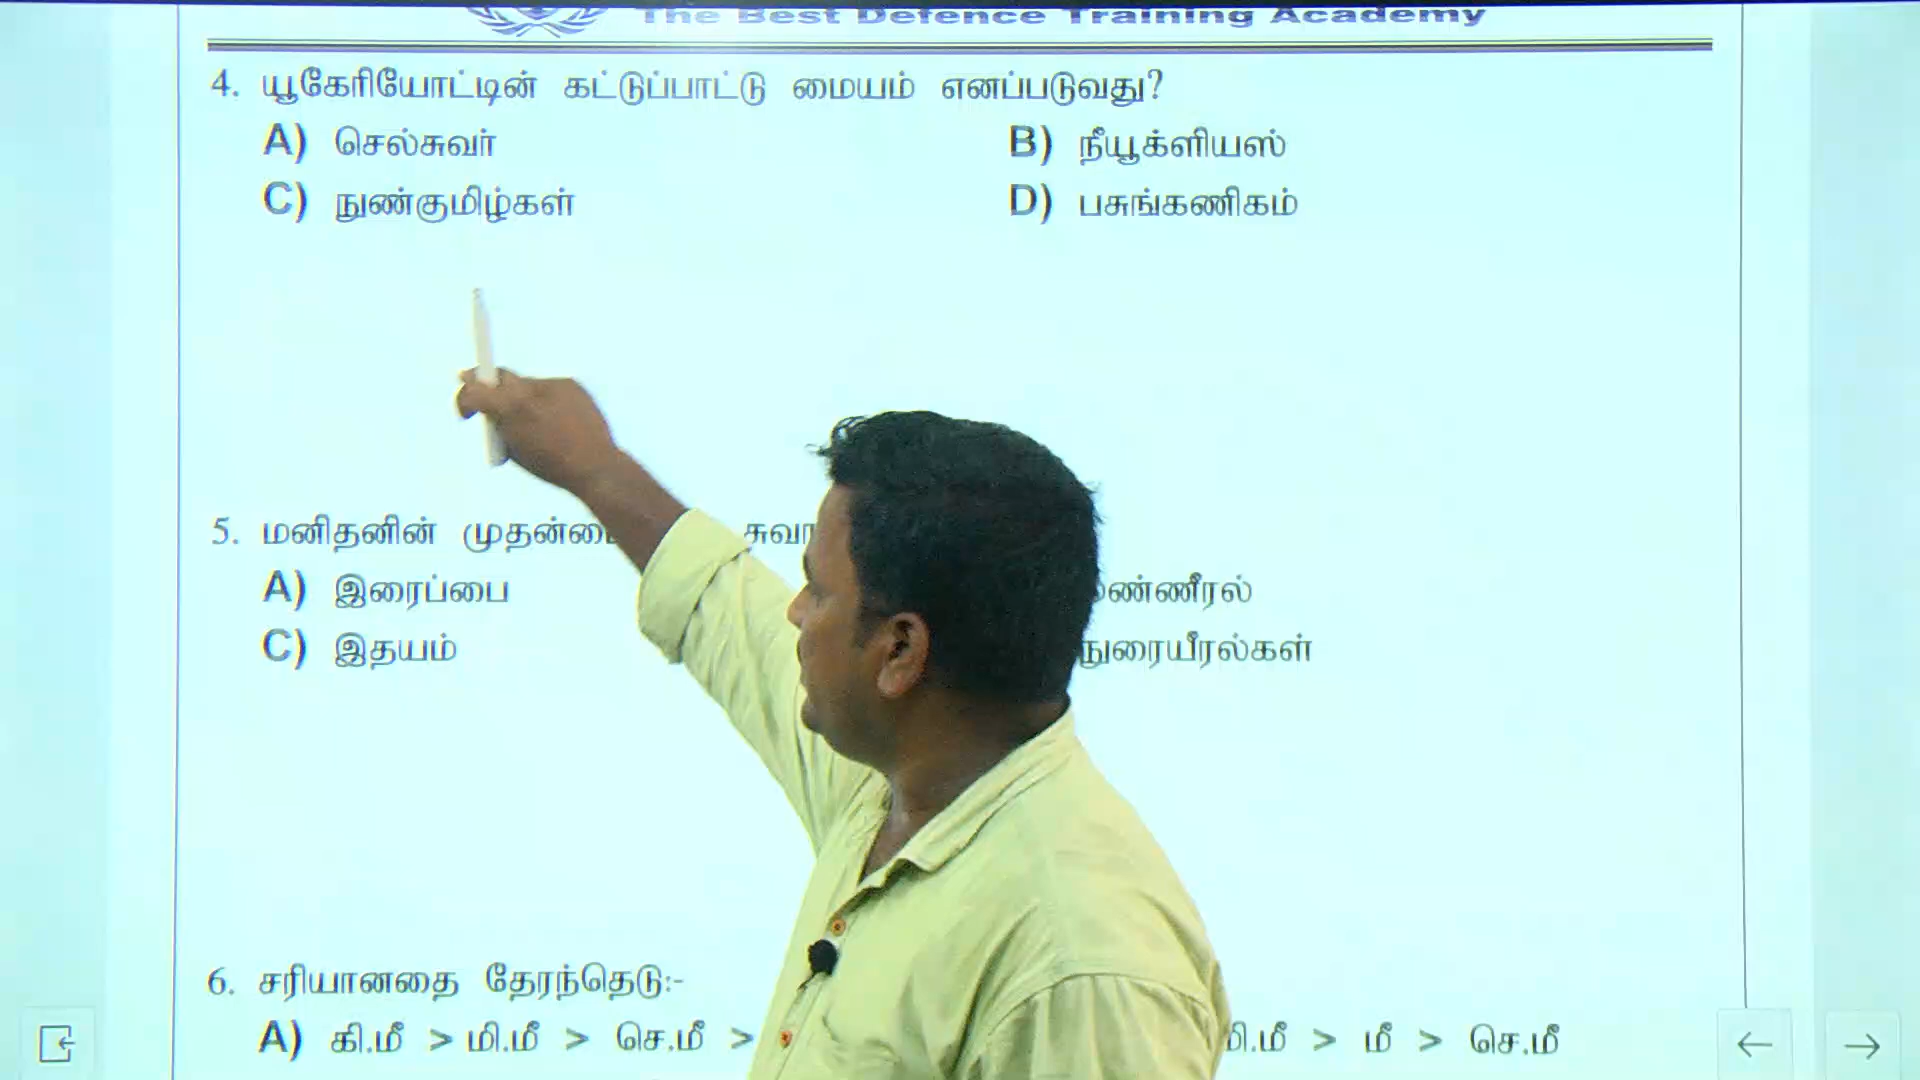 The Best Defence Training Academy
4. யூகேரியோட்டின் கட்டுப்பாட்டு மையம் எனப்படுவது?
A) செல்சுவர் B) நீயூக்ளியஸ்
C) நுண்குமிழ்கள் D) பசுங்கணிகம்
5. மனிதனின்
A) இரைப்பை
C) இதயம் நுரையீரல்கள்
6. சரியானதை தேரந்தெடு:-
A) கி.மீ > மி.மீ > செ.மீ > மி.மீ > மீ > செ.மீ